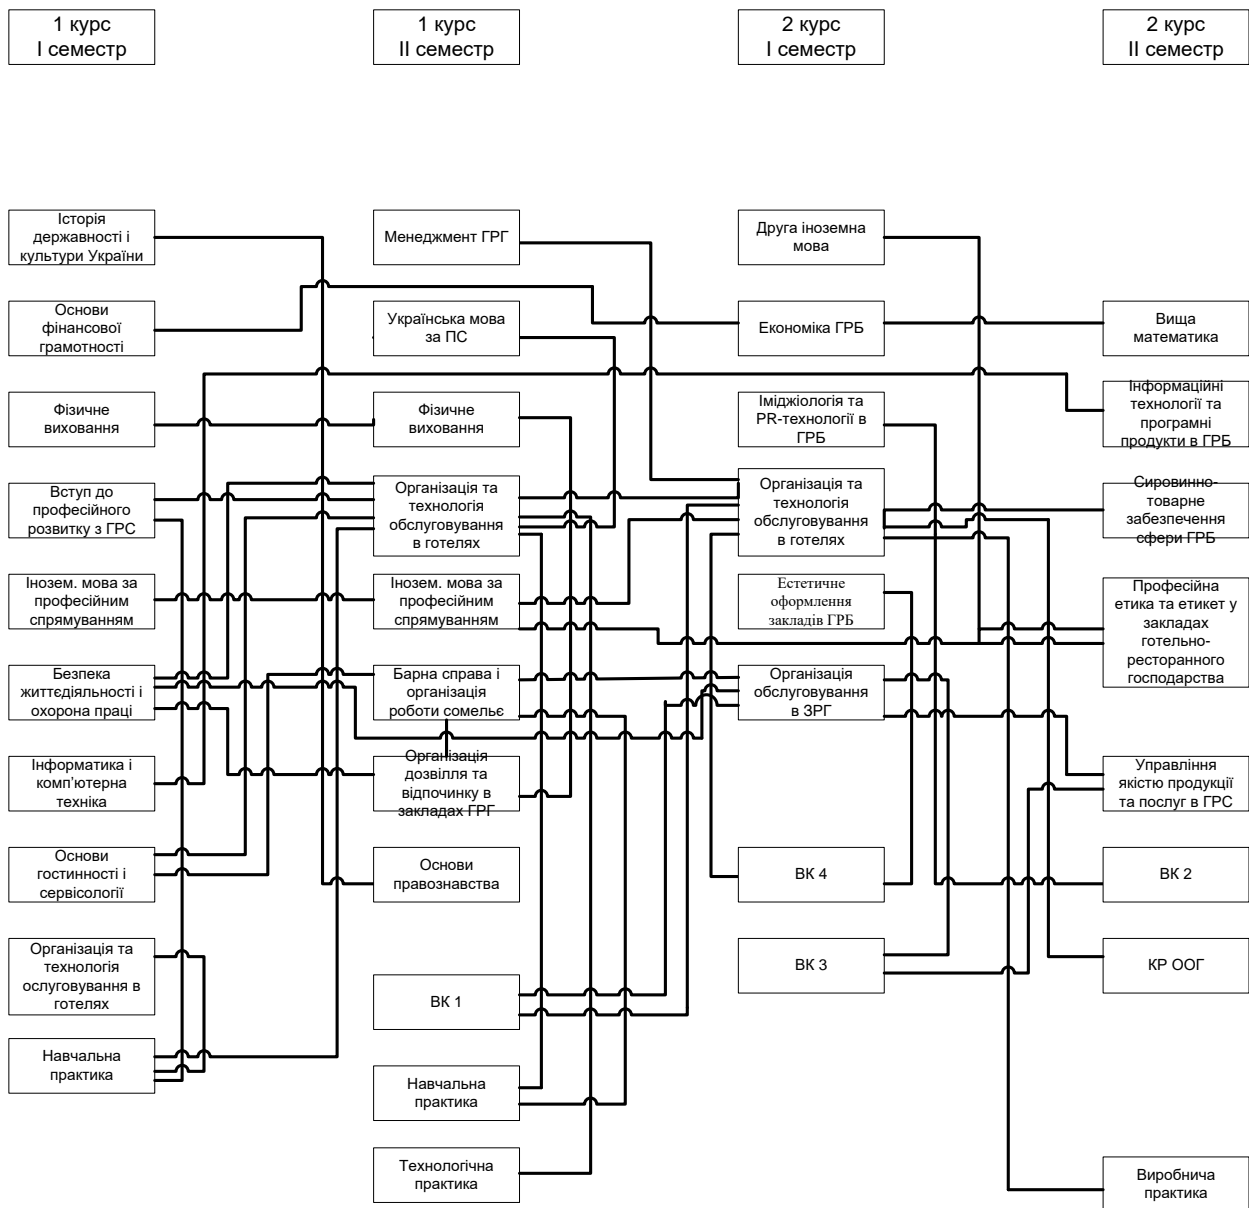 1 курс
I семестр
1 курс
II семестр
2 курс
I семестр
2 курс
II семестр
Історія
державності і
культури України
Основи
фінансової
грамотності
Фізичне
виховання
Вступ до
професійного
розвитку з ГРС
Інозем. мова за
професійним
спрямуванням
Безпека
життєдіяльності і
охорона праці
Інформатика і
комп'ютерна
техніка
Основи
гостинності і
сервісології
Організація та
технологія
ослуговування в
готелях
Навчальна
практика
Менеджмент ГРГ
Українська мова
за ПС
Фізичне
виховання
Організація та
технологія
обслуговування
в готелях
Інозем. мова за
професійним
спрямуванням
Барна справа і
організація
роботи сомельє
Організація
дозвілля та
відпочинку в
закладах ГРГ
Основи
правознавства
ВК 1
Навчальна
практика
Технологічна
практика
Друга іноземна
мова
Економіка ГРБ
Іміджіологія та
PR-технології в
ГРБ
Організація та
технологія
обслуговування
в готелях
Естетичне
оформлення
закладів ГРБ
Організація
обслуговування
в ЗРГ
ВК 4
ВК 3
Вища
математика
Інформаційні
технології та
програмні
продукти в ГРБ
Сировинно-
товарне
забезпечення
сфери ГРБ
Професійна
етика та етикет у
закладах
готельно-
ресторанного
господарства
Управління
якістю продукції
та послуг в ГРС
ВК 2
КР ООГ
Виробнича
практика